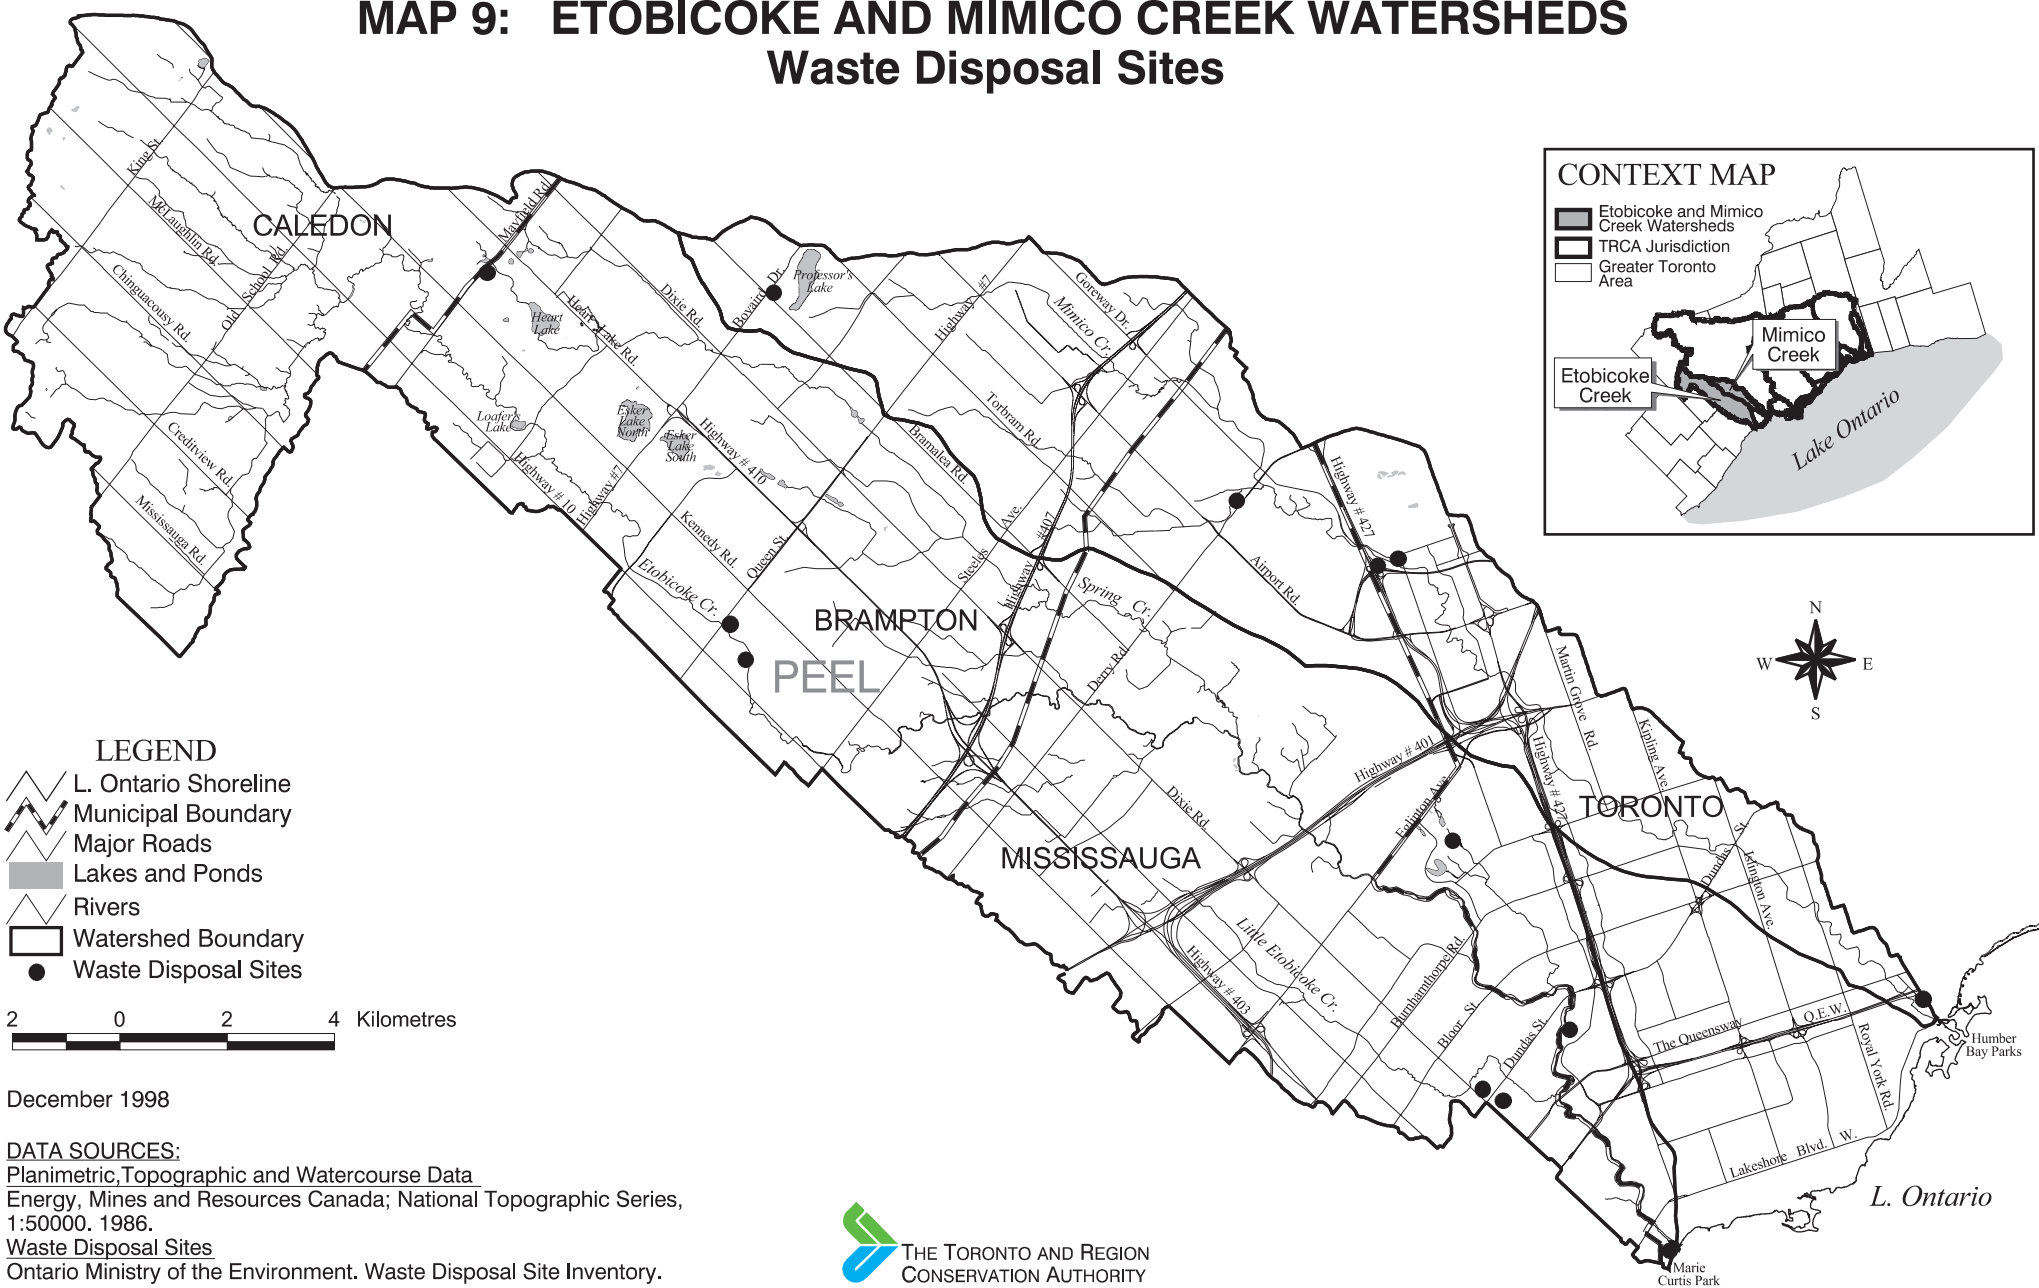 MAP 9: ETOBICOKE AND MIMICO CREEK WATERSHEDS
Waste Disposal Sites
CONTEXT MAP
Etobicoke and Mimico
Creek Watersheds
TRCA Jurisdiction
Greater Toronto
Area
Mimico
Creek
Etobicoke
Creek
Lake Ontario
King St.
McLaughlin Rd.
CALEDON
Chinguacousy Rd.
Old School Rd.
Creditview Rd.
Mississauga Rd.
Mayfield Rd.
Heart
Lake
Heart Lake Rd.
Dixie Rd.
Bovaird Dr.
Professor's
Lake
Highway #7
Goreway Dr.
Mimico Cr.
Loafer's
Lake
Esker
Lake
North
Esker
Lake
South
Highway # 410
Highway # 10
Highway #7
Torbram Rd.
Bramalea Rd.
Kennedy Rd.
Queen St.
Etobicoke Cr.
Steeles Ave.
Highway #407
Spring Cr.
Airport Rd.
Highway # 427
BRAMPTON
PEEL
Derry Rd.
N
W
E
S
Martin Grove Rd.
Kipling Ave.
Highway # 401
Highway # 427
TORONTO
Eglinton Ave.
Dixie Rd.
MISSISSAUGA
Dundas St
Islington Ave.
Little Etobicoke Cr.
Highway # 403
Burnhamthorpe Rd.
Bloor St.
Dundas St.
The Queensway
Q.E.W.
Royal York Rd.
Humber
Bay Parks
Lakeshore Blvd. W.
L. Ontario
Marie
Curtis Park
LEGEND
L. Ontario Shoreline
Municipal Boundary
Major Roads
Lakes and Ponds
Rivers
Watershed Boundary
Waste Disposal Sites
2 0 2 4 Kilometres
December 1998
DATA SOURCES:
Planimetric,Topographic and Watercourse Data
Energy, Mines and Resources Canada; National Topographic Series,
1:50000. 1986.
Waste Disposal Sites
Ontario Ministry of the Environment. Waste Disposal Site Inventory.
THE TORONTO AND REGION
CONSERVATION AUTHORITY